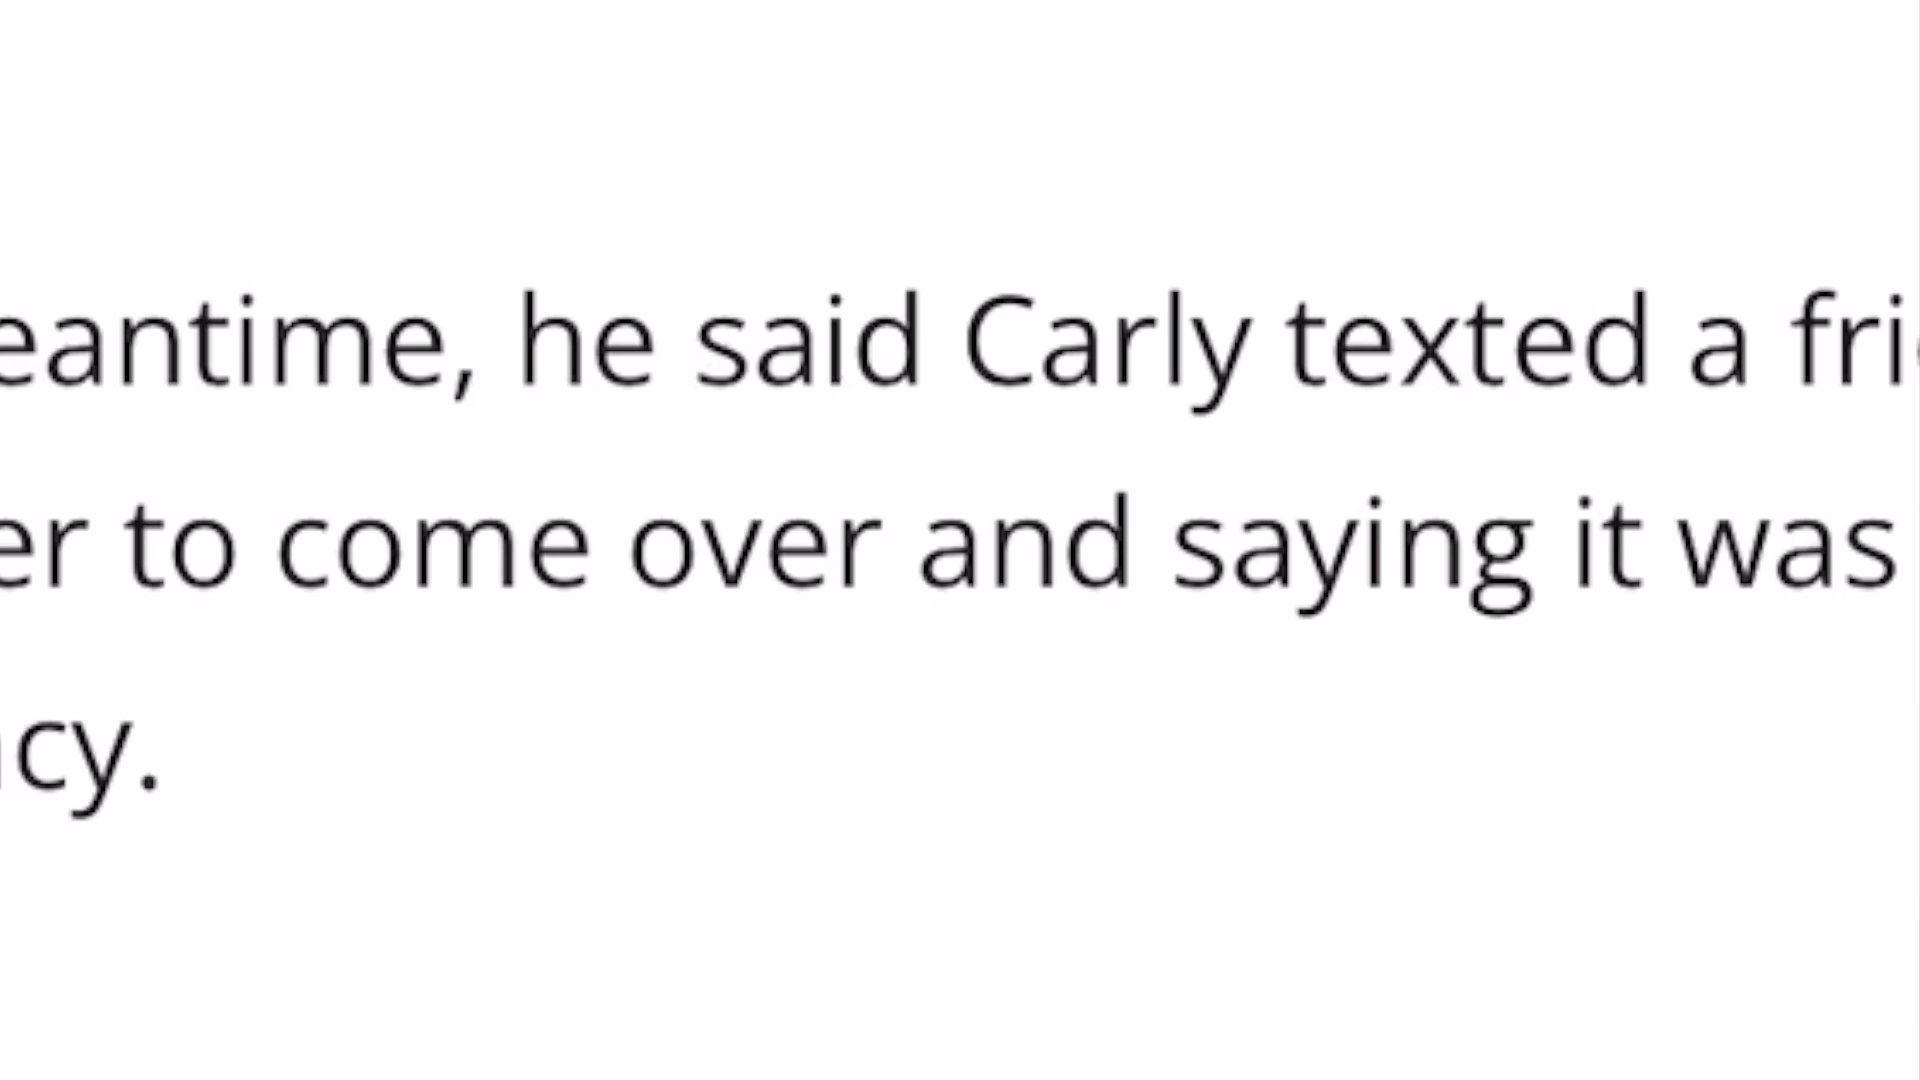 eantime, he said Carly texted a fri
er to come over and saying it was
cy.